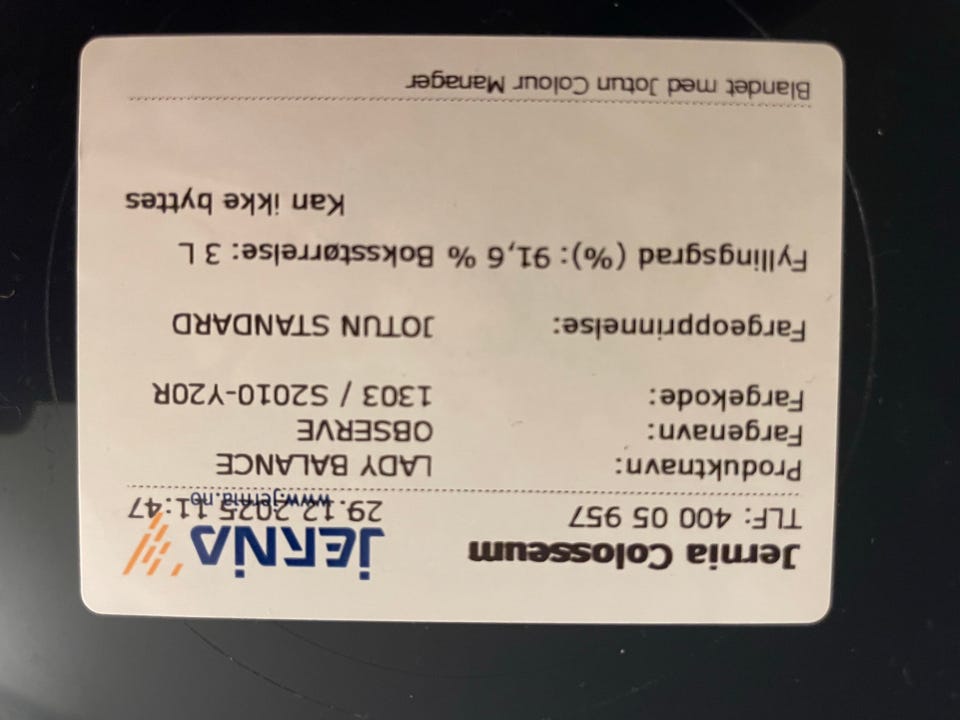 Jernia Colosseum
JERNIA
TLF: 400 05 957
29.12.2025 11:47
www.jernia.no
Produktnavn: LADY BALANCE
Fargenavn: OBSERVE
Fargekode: 1303 / S2010-Y20R
Fargeopprinnelse: JOTUN STANDARD
Fyllingsgrad (%): 91,6 % Boksstørrelse: 3 L
Kan ikke byttes
Blandet med Jotun Colour Manager